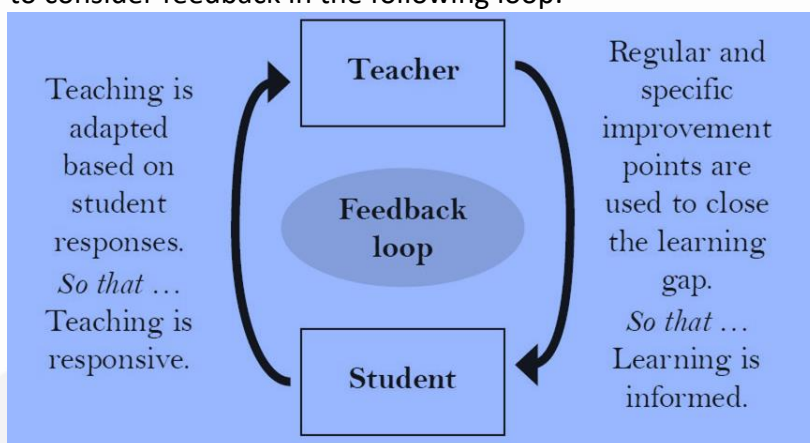 to consider feedback in the following loop:
Teacher
Teaching is
adapted
based on
student
responses.
So that …
Teaching is
responsive.
Feedback
loop
Regular and
specific
improvement
points are
used to close
the learning
gap.
So that …
Learning is
informed.
Student